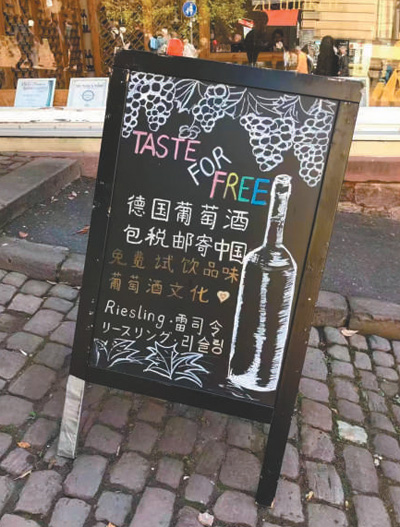 TASTE
FOR
FREE
德国葡萄酒
包税邮寄中国
免费试饮品味
葡萄酒文化
Riesling.雷司令
リースリング.리슬링